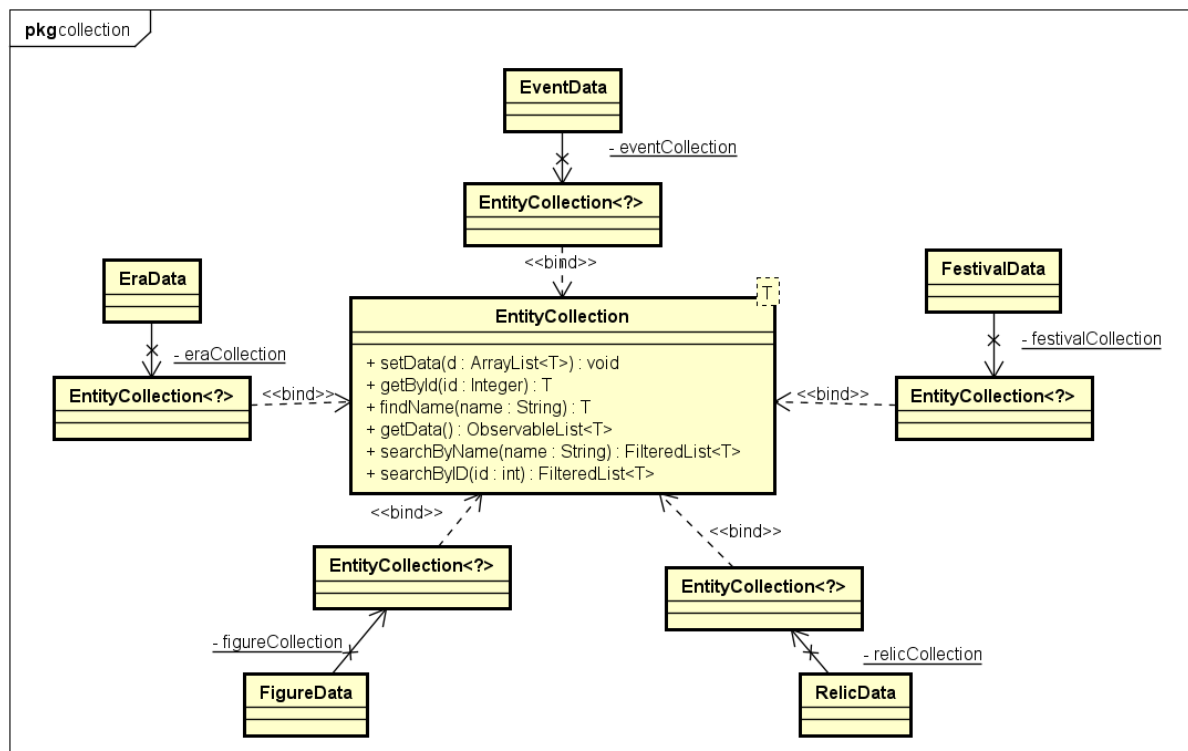 pkg collection
EventData
- eventCollection
EntityCollection<?>
<<bind>>
EraData
- eraCollection
EntityCollection<?>
<<bind>>
T
EntityCollection
+ setData(d : ArrayList<T>) : void
+ getById(id : Integer) : T
+ findName(name : String) : T
+ getData() : ObservableList<T>
+ searchByName(name : String) : FilteredList<T>
+ searchByID(id : int) : FilteredList<T>
FestivalData
- festivalCollection
EntityCollection<?>
<<bind>>
<<bind>>
EntityCollection<?>
- figureCollection
FigureData
<<bind>>
EntityCollection<?>
- relicCollection
RelicData